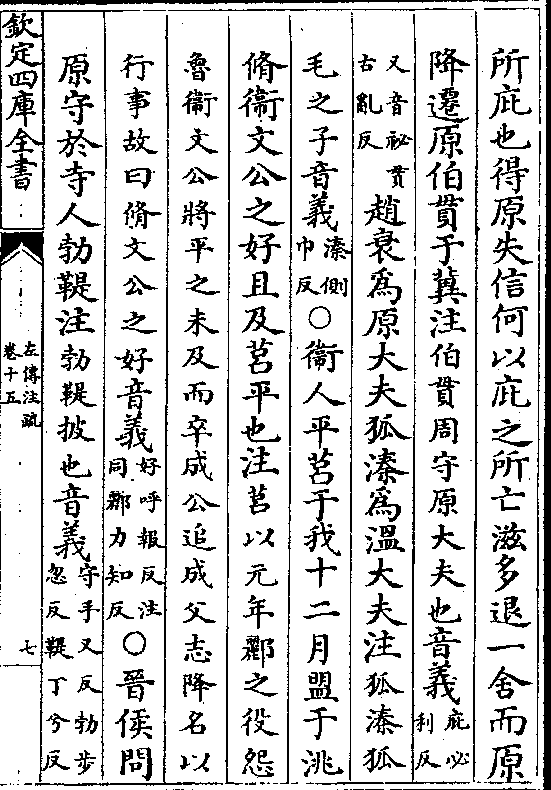 所庇也得原失信何以庇之所亡滋多退一舍而原
降遷原伯貫于冀注伯貫周守原大夫也音義庇必利反
又音祕貫古亂反趙衰爲原大夫狐溱爲溫大夫注狐溱狐
毛之子音義溱側巾反○衞人平莒于我十二月盟于洮
脩衞文公之好且及莒平也注莒以元年酈之役怨
魯衞文公將平之未及而卒成公追成父志降名以
行事故曰脩文公之好音義好呼報反注同酈力知反○晉侯問
原守於寺人勃鞮注勃鞮披也音義守手又反勃步忽反鞮丁兮反
欽定四庫全書
左傳注疏
卷十五
七